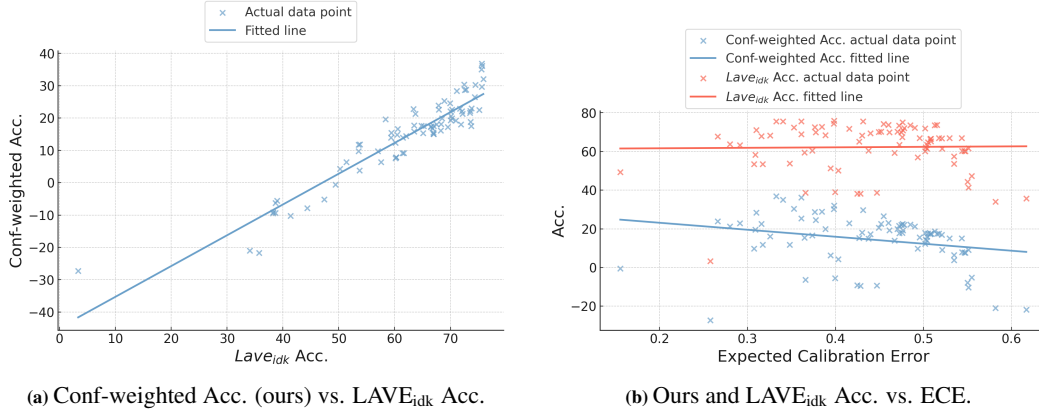 Actual data point
Fitted line
Conf-weighted Acc.
40
30
20
10
0
−10
−20
−30
−40
0 10 20 30 40 50 60 70
Lave_idk Acc.
(a) Conf-weighted Acc. (ours) vs. LAVE_idk Acc.
Conf-weighted Acc. actual data point
Conf-weighted Acc. fitted line
Lave_idk Acc. actual data point
Lave_idk Acc. fitted line
Acc.
80
60
40
20
0
−20
0.2 0.3 0.4 0.5 0.6
Expected Calibration Error
(b) Ours and LAVE_idk Acc. vs. ECE.